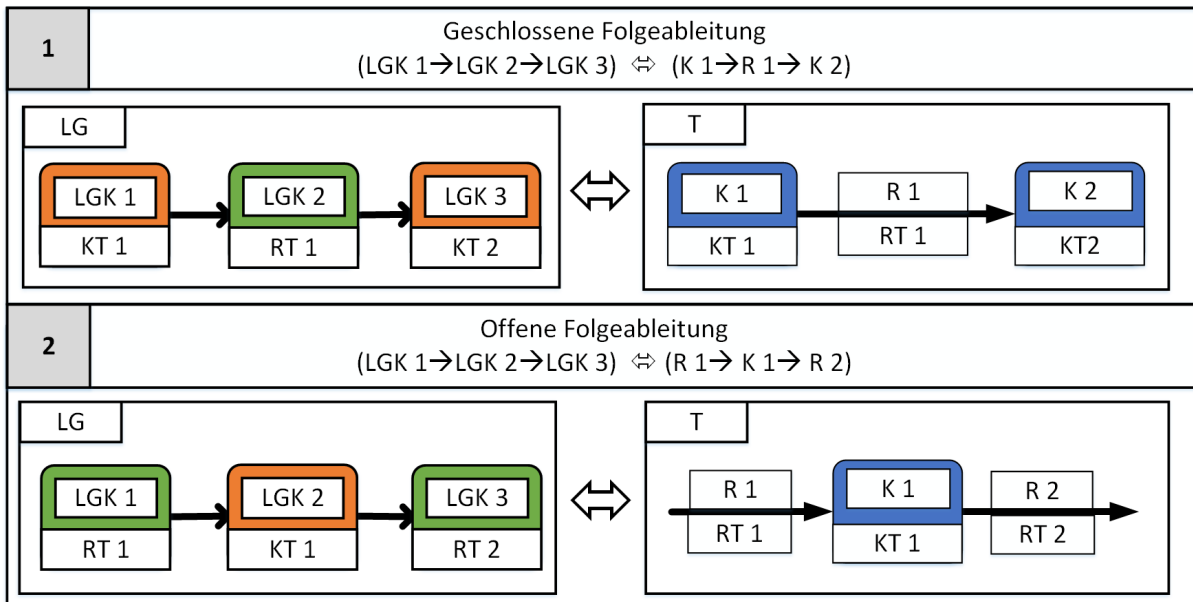 1
Geschlossene Folgeableitung
(LGK 1→LGK 2→LGK 3) ⬄ (K 1→R 1→ K 2)
LG
LGK 1
LGK 2
LGK 3
KT 1
RT 1
KT 2
T
K 1
R 1
K 2
KT 1
RT 1
KT2
2
Offene Folgeableitung
(LGK 1→LGK 2→LGK 3) ⬄ (R 1→ K 1→ R 2)
LG
LGK 1
LGK 2
LGK 3
RT 1
KT 1
RT 2
T
R 1
K 1
R 2
RT 1
KT 1
RT 2